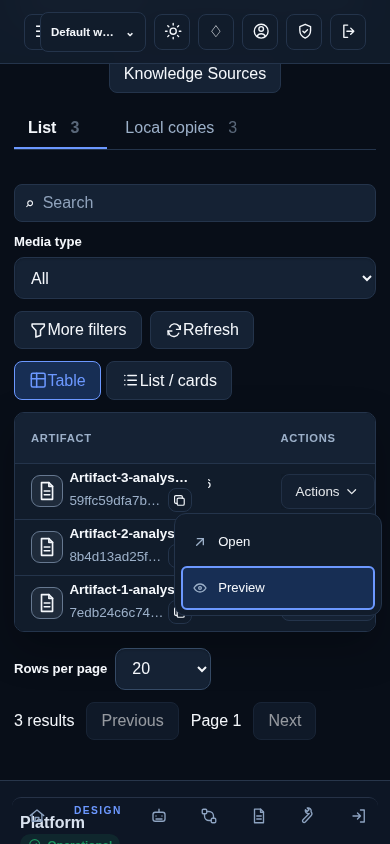 Default w...
Knowledge Sources
List 3
Local copies 3
Search
Media type
All
More filters
Refresh
Table
List / cards
ARTIFACT
ACTIONS
Artifact-3-analys...
59ffc59dfa7b...
Actions
Artifact-2-analys
8b4d13ad25f...
Open
Preview
Artifact-1-analys
7edb24c6c74...
Rows per page
20
3 results
Previous
Page 1
Next
DESIGN
Platform
Operational